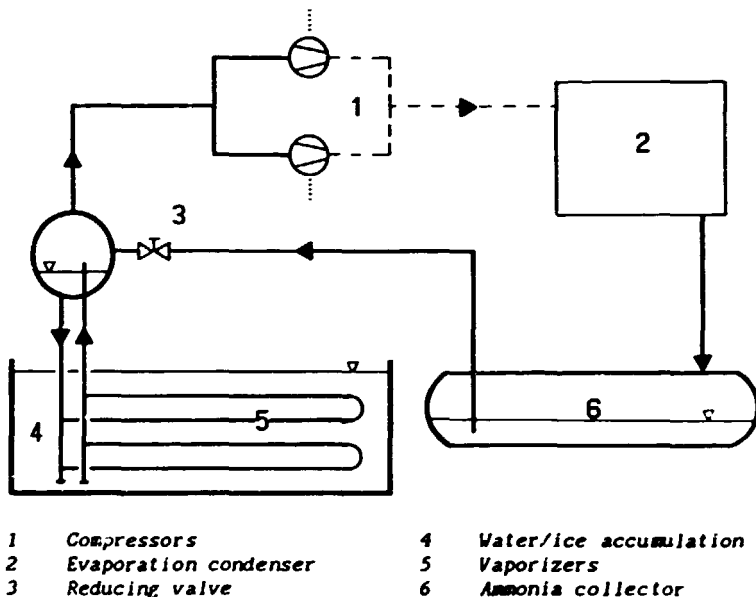 1
2
3
4
5
6
1 Compressors 4 Water/ice accumulation
2 Evaporation condenser 5 Vaporizers
3 Reducing valve 6 Ammonia collector